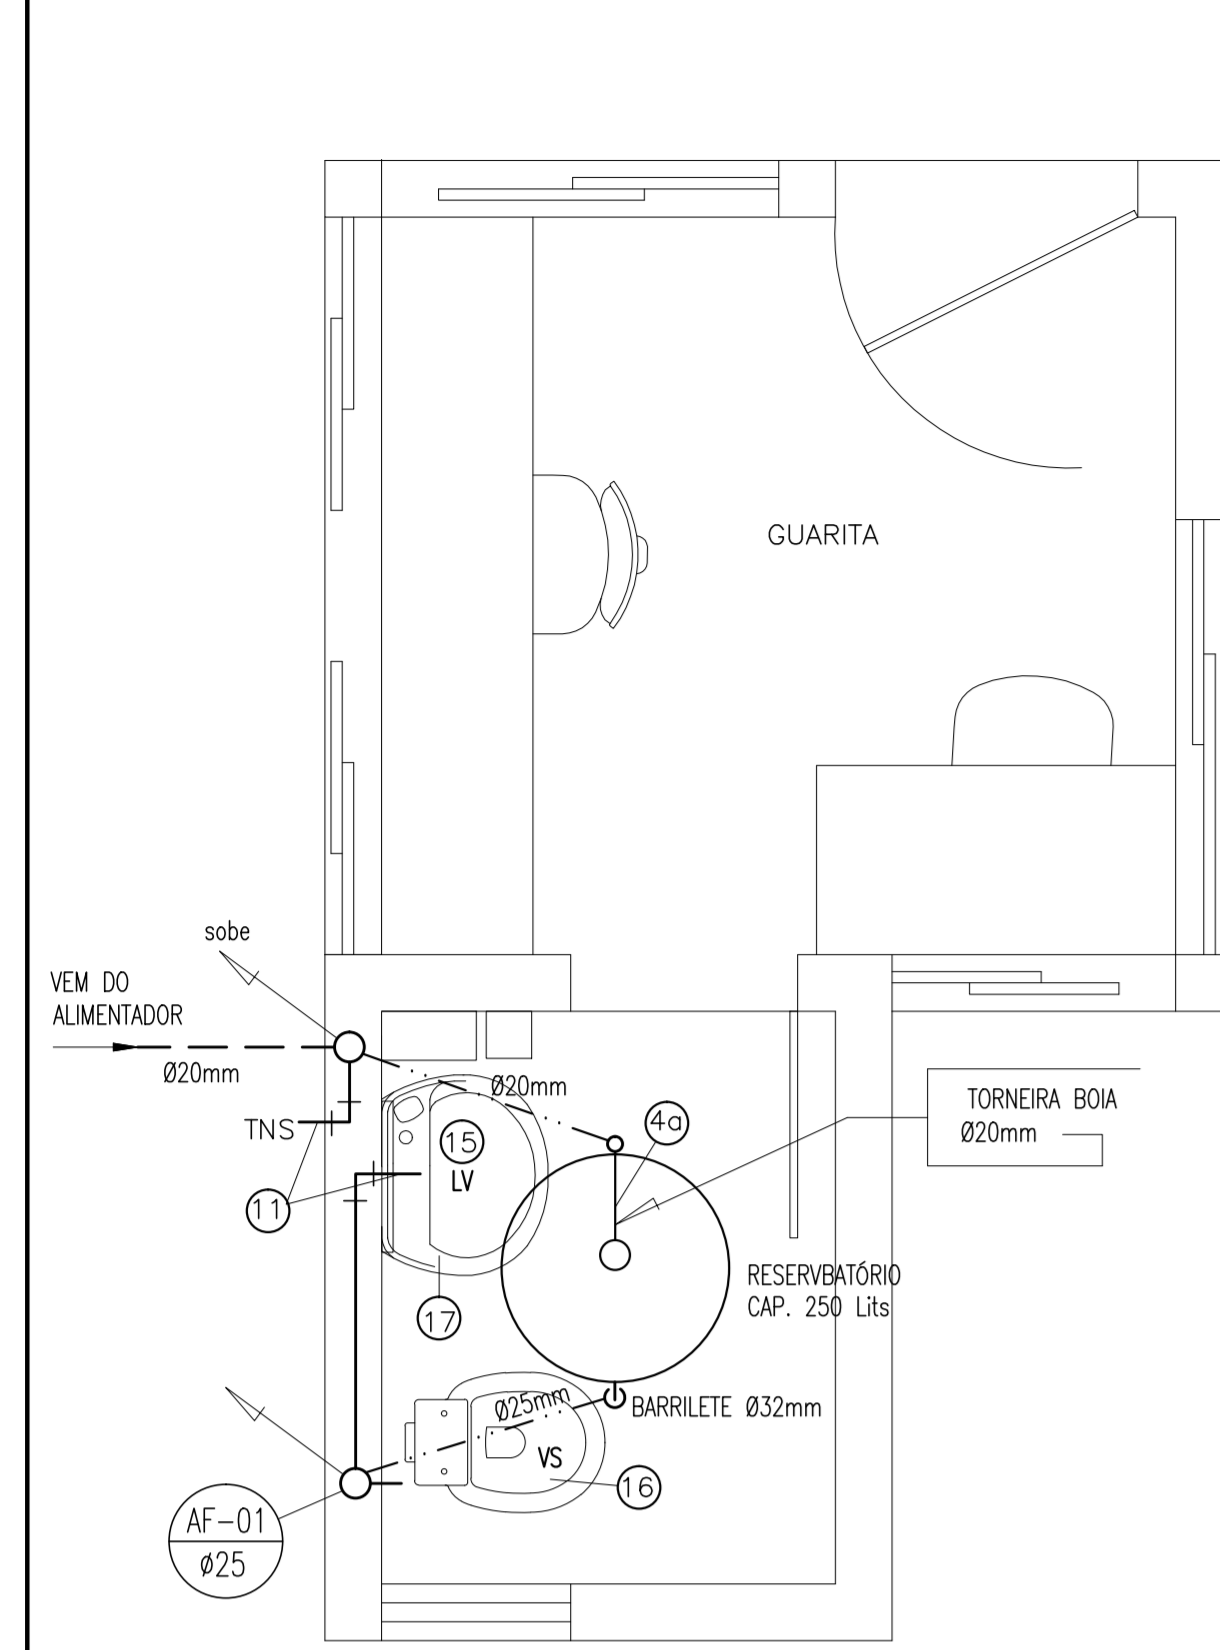 GUARITA
sobe
VEM DO
ALIMENTADOR
Ø20mm
TNS
11
Ø20mm
15
LV
4a
TORNEIRA BOIA
Ø20mm
17
RESERVBATÓRIO
CAP. 250 Lits
Ø25mm
BARRILETE Ø32mm
VS
16
AF-01
ø25